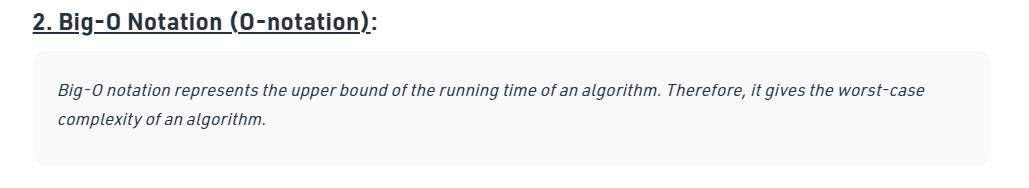 2. Big-O Notation (O-notation):
Big-O notation represents the upper bound of the running time of an algorithm. Therefore, it gives the worst-case
complexity of an algorithm.